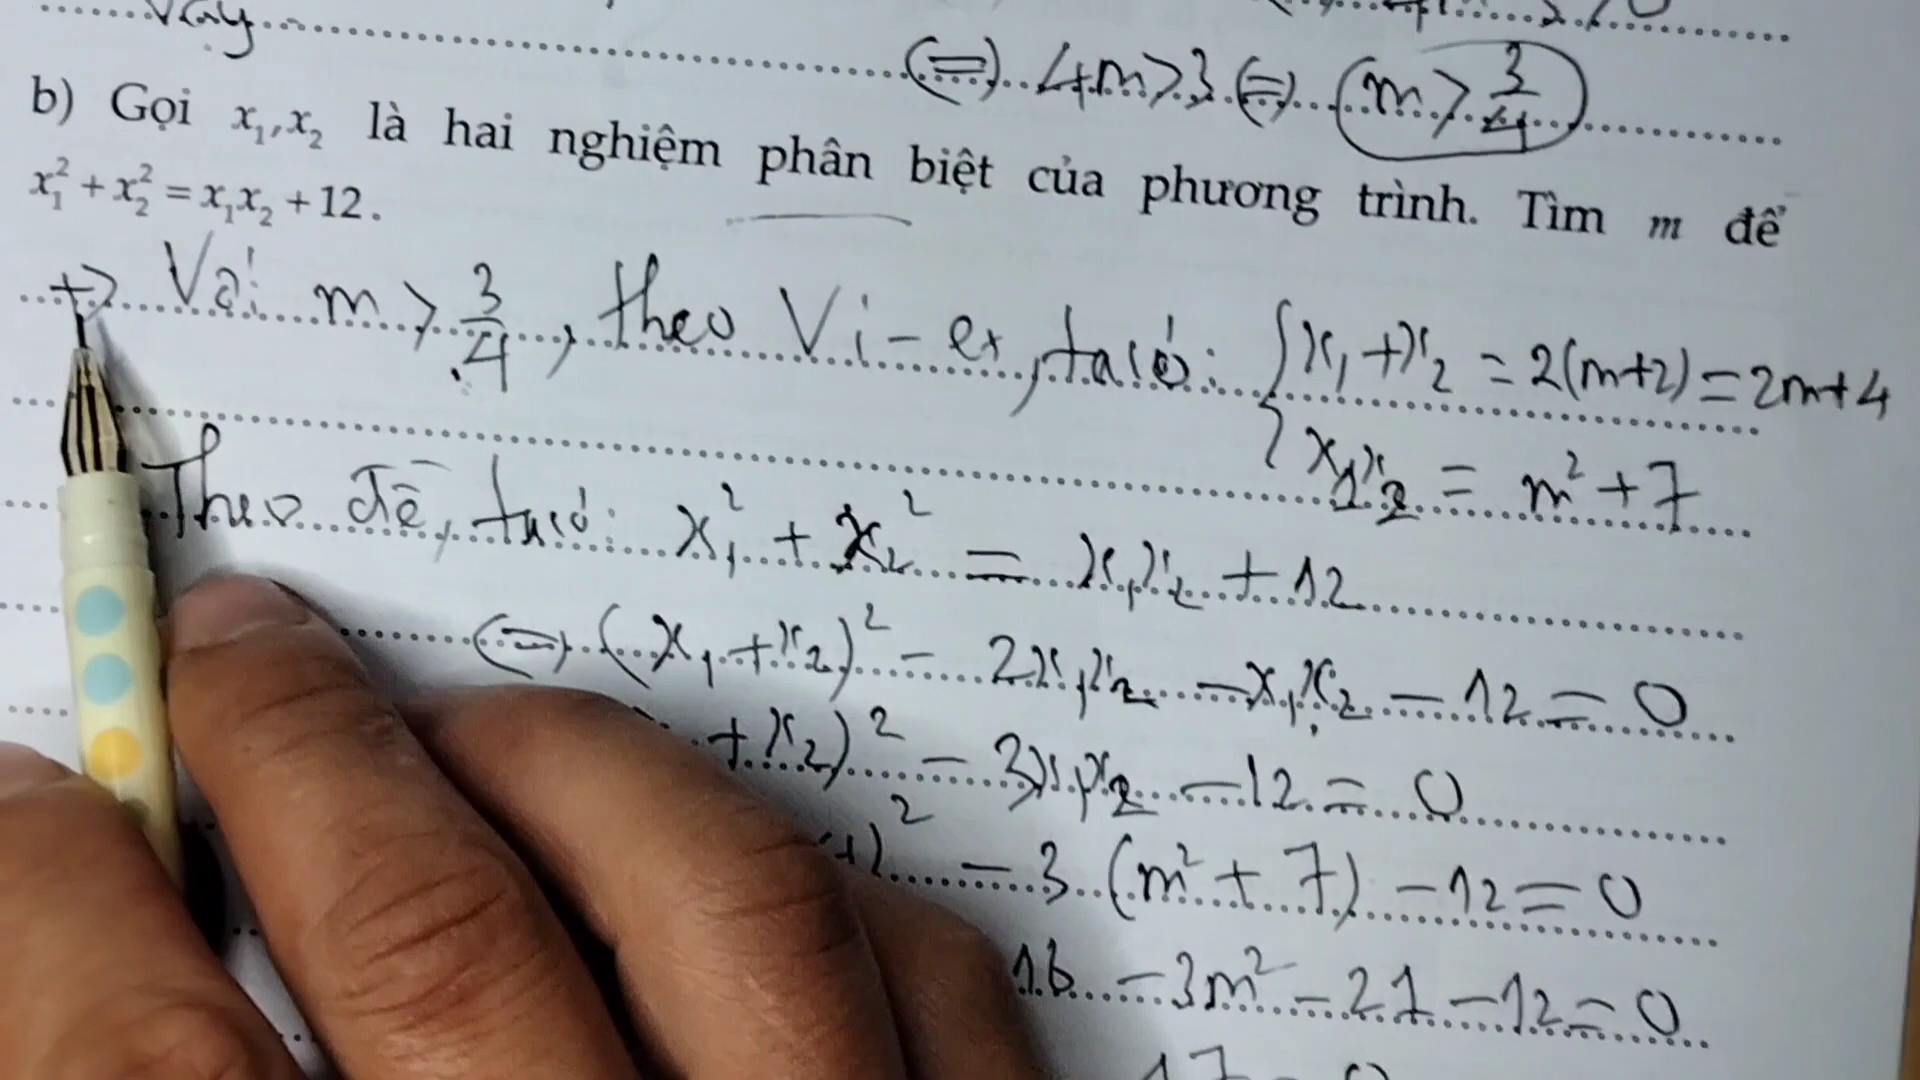 Vậy
(=) 4m > 3 (=) m > 3/4
b) Gọi x₁, x₂ là hai nghiệm phân biệt của phương trình. Tìm m để
x₁² + x₂² = x₁x₂ + 12.
+> Với m > 3/4, theo Vi-et, ta có: { x₁ + x₂ = 2(m+2) = 2m+4
x₁x₂ = m² + 7
Theo đề, ta có: x₁² + x₂² = x₁x₂ + 12
(=) (x₁ + x₂)² - 2x₁x₂ - x₁x₂ - 12 = 0
+ x₂)² - 3x₁x₂ - 12 = 0
)² - 3 (m² + 7) - 12 = 0
16 - 3m² - 21 - 12 = 0
17 = 0